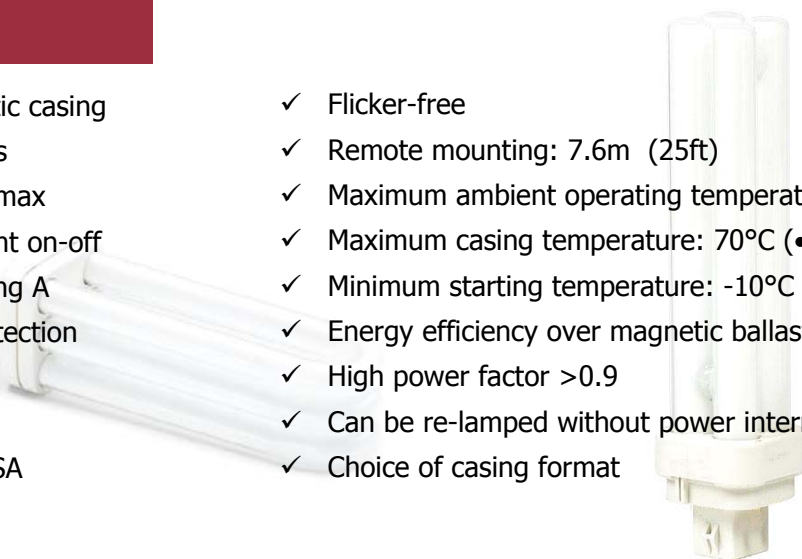 tic casing
s
max
nt on-off
ng A
tection
SA
✓ Flicker-free
✓ Remote mounting: 7.6m (25ft)
✓ Maximum ambient operating temperat
✓ Maximum casing temperature: 70°C (•
✓ Minimum starting temperature: -10°C
✓ Energy efficiency over magnetic ballas
✓ High power factor >0.9
✓ Can be re-lamped without power inter
✓ Choice of casing format